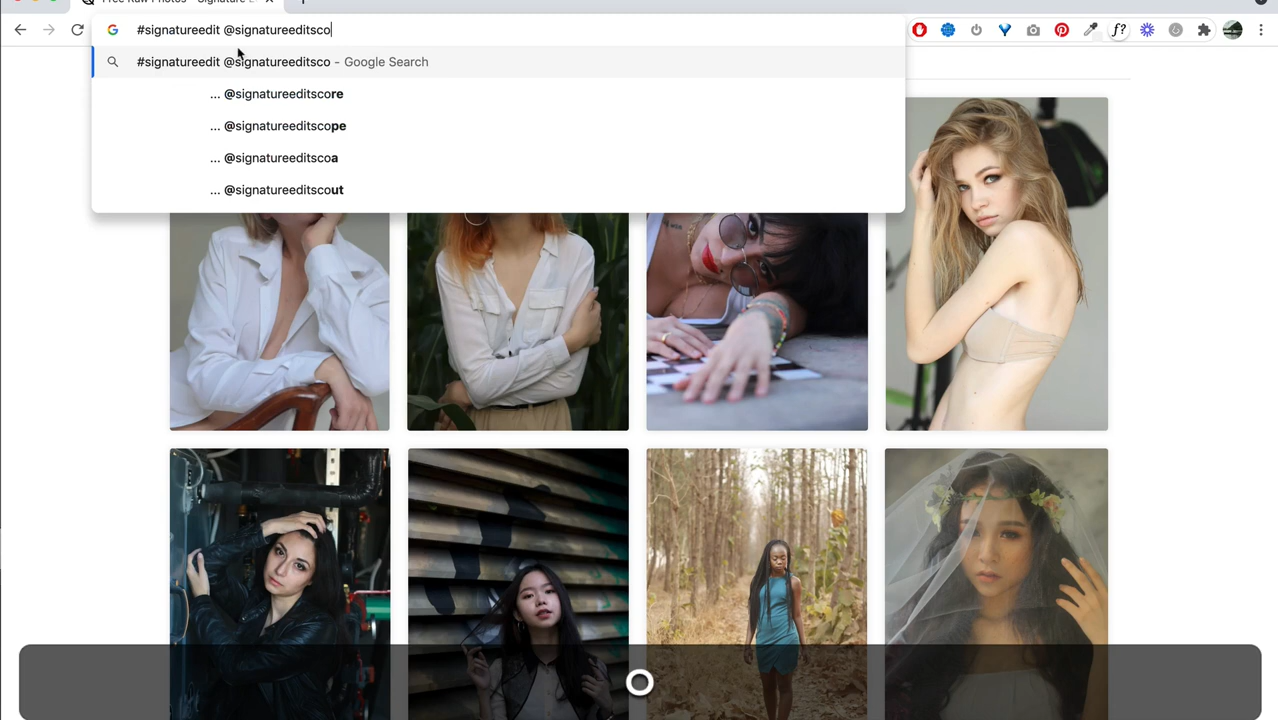 Free Raw Photos - Signature E
#signatureedit @signatureeditsco
#signatureedit @signatureeditsco - Google Search
... @signatureeditscore
... @signatureeditscope
... @signatureeditscoa
... @signatureeditscout
f?